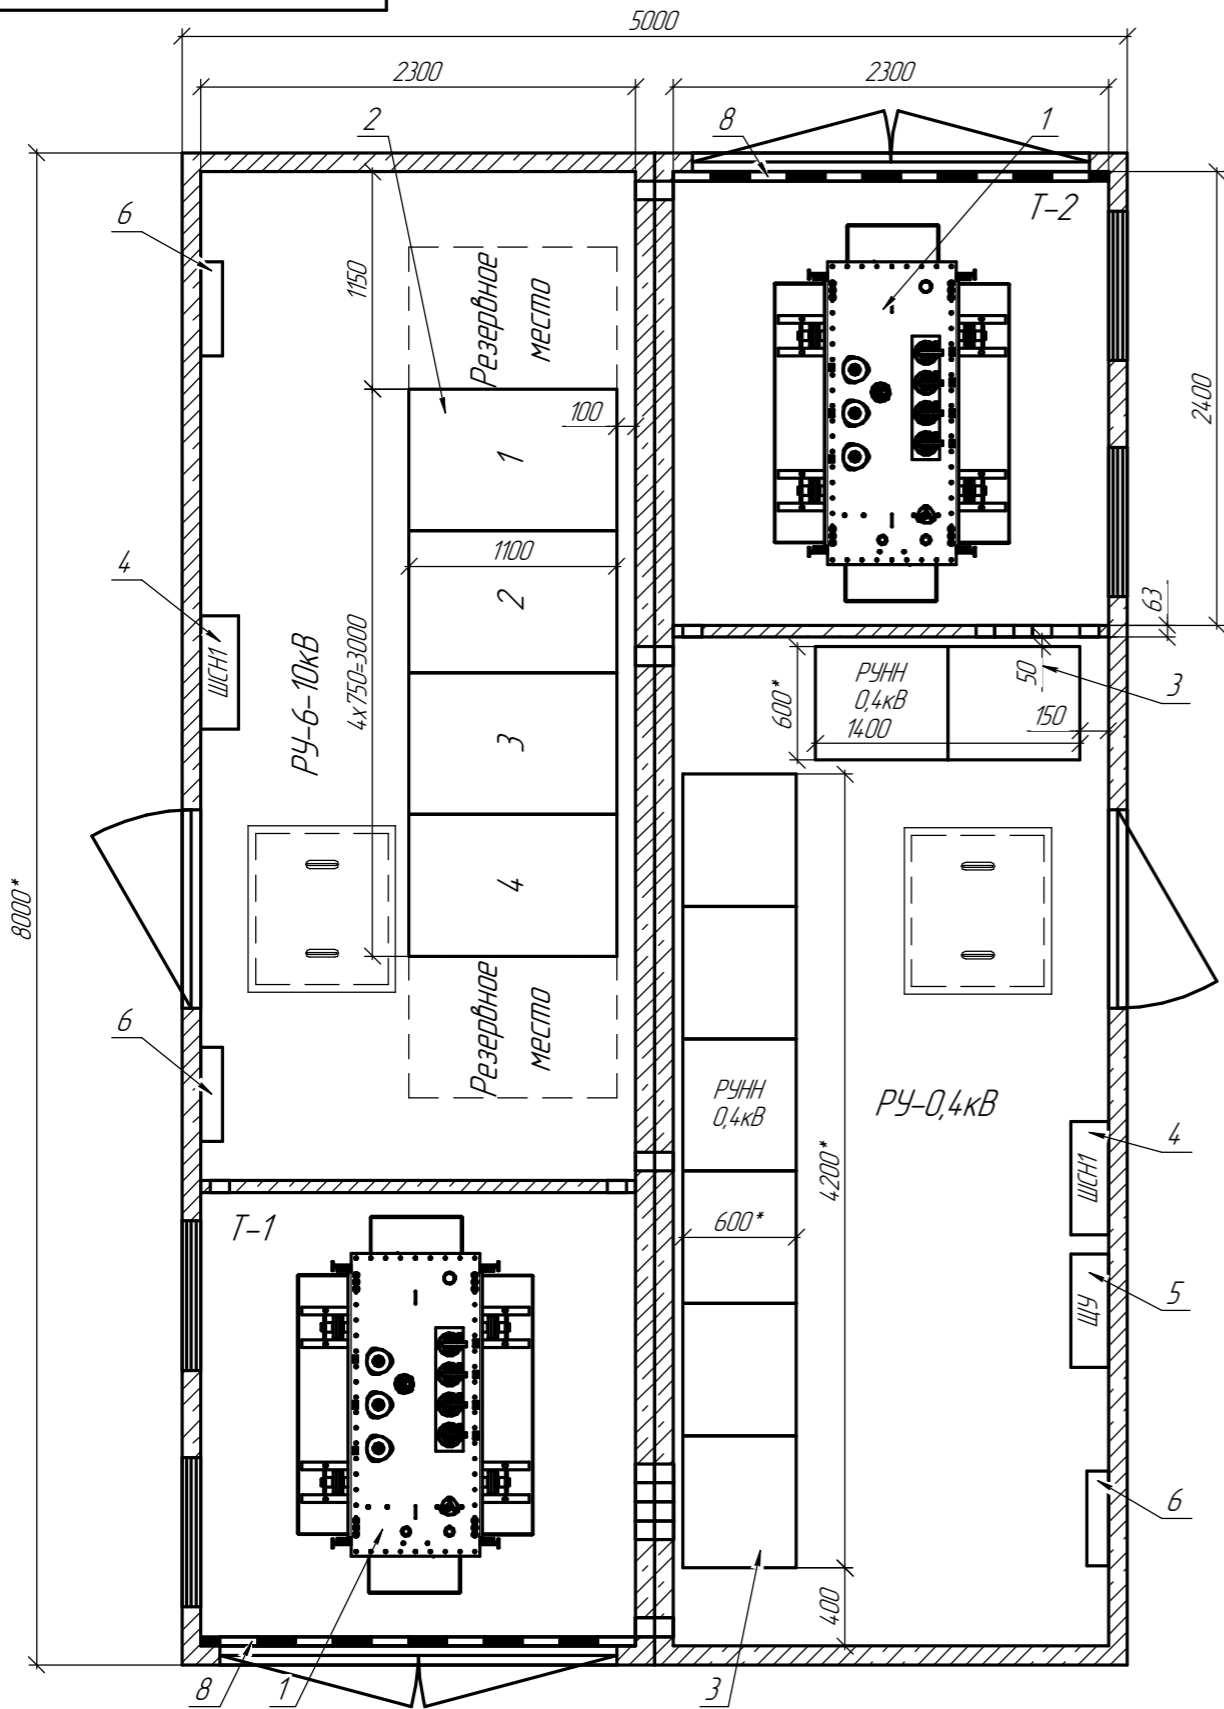 5000
2300
2300
2
8
1
6
Т-2
1150
Резервное
место
2400
100
1
4
1100
2
63
ШСН1
РУ-6-10кВ
4х750=3000
600*
РУНН
0,4кВ
50
3
1400
150
3
8000*
4
6
Резервное
место
РУНН
0,4кВ
РУ-0,4кВ
4
ШСН1
4200*
Т-1
600*
5
ЩУ
6
400
8
1
3